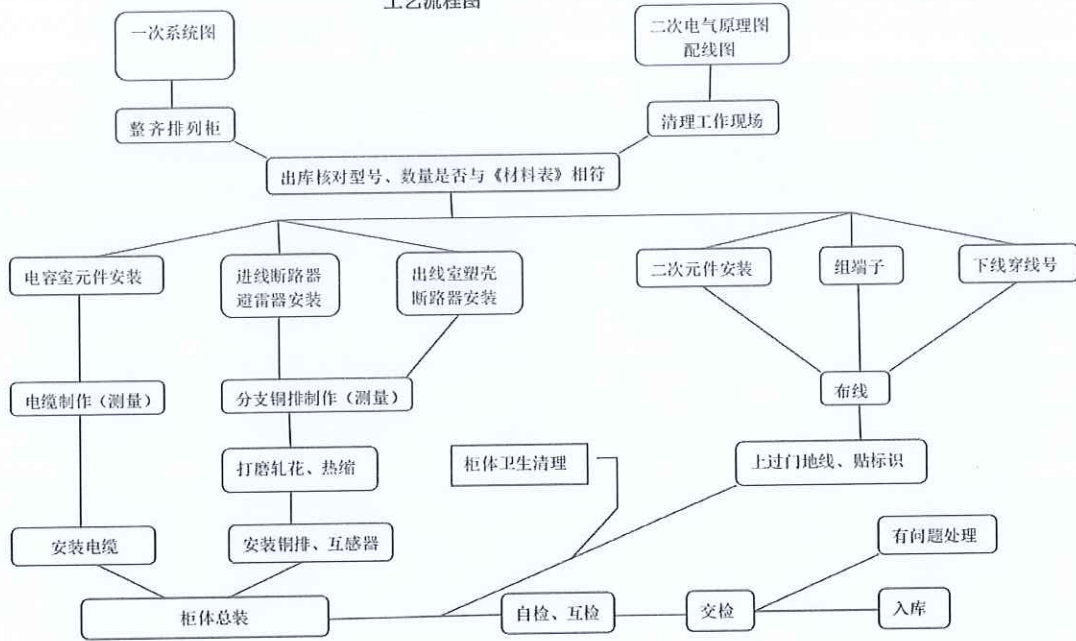 工艺流程图
一次系统图
二次电气原理图
配线图
整齐排列柜
清理工作现场
出库核对型号、数量是否与《材料表》相符
电容室元件安装
进线断路器
避雷器安装
出线室塑壳
断路器安装
二次元件安装
组端子
下线穿线号
电缆制作（测量）
分支铜排制作（测量）
布线
打磨轧花、热缩
柜体卫生清理
上过门地线、贴标识
安装电缆
安装铜排、互感器
有问题处理
柜体总装
自检、互检
交检
入库